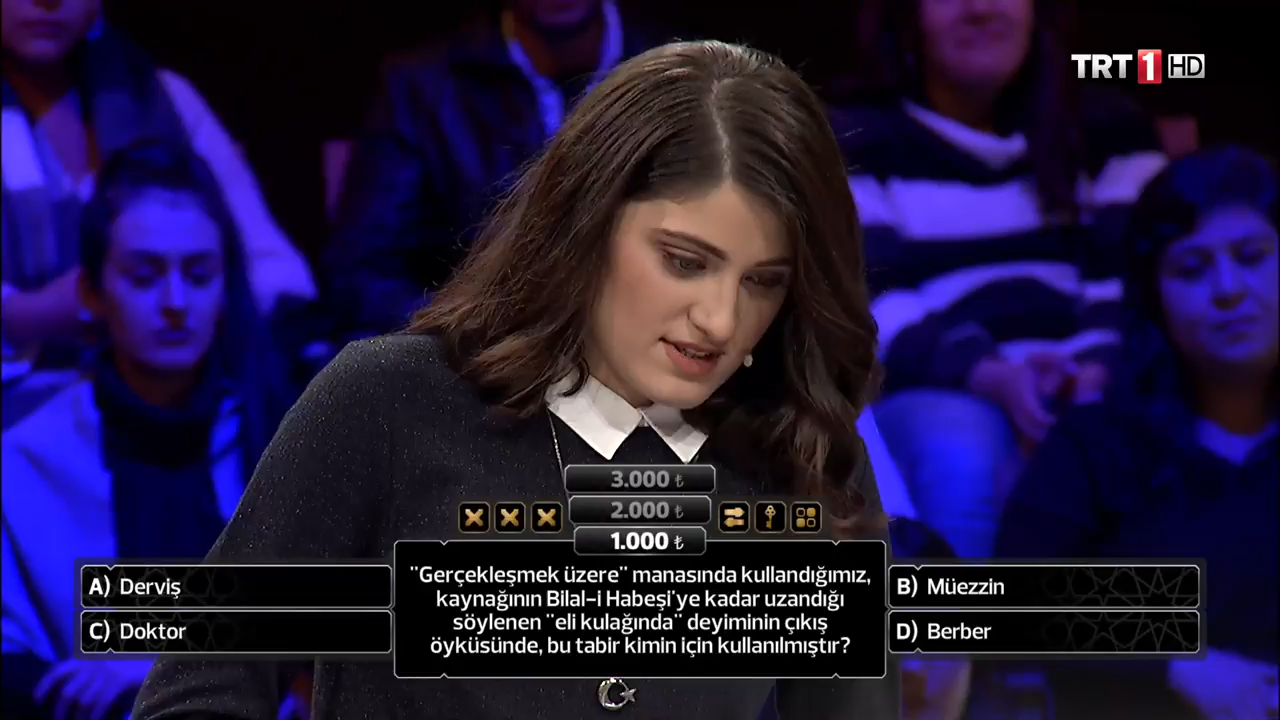 TRT 1 HD
3.000 ₺
2.000 ₺
1.000 ₺
"Gerçekleşmek üzere" manasında kullandığımız,
kaynağının Bilal-i Habeşi'ye kadar uzandığı
söylenen "eli kulağında" deyiminin çıkış
öyküsünde, bu tabir kimin için kullanılmıştır?
A) Derviş
B) Müezzin
C) Doktor
D) Berber